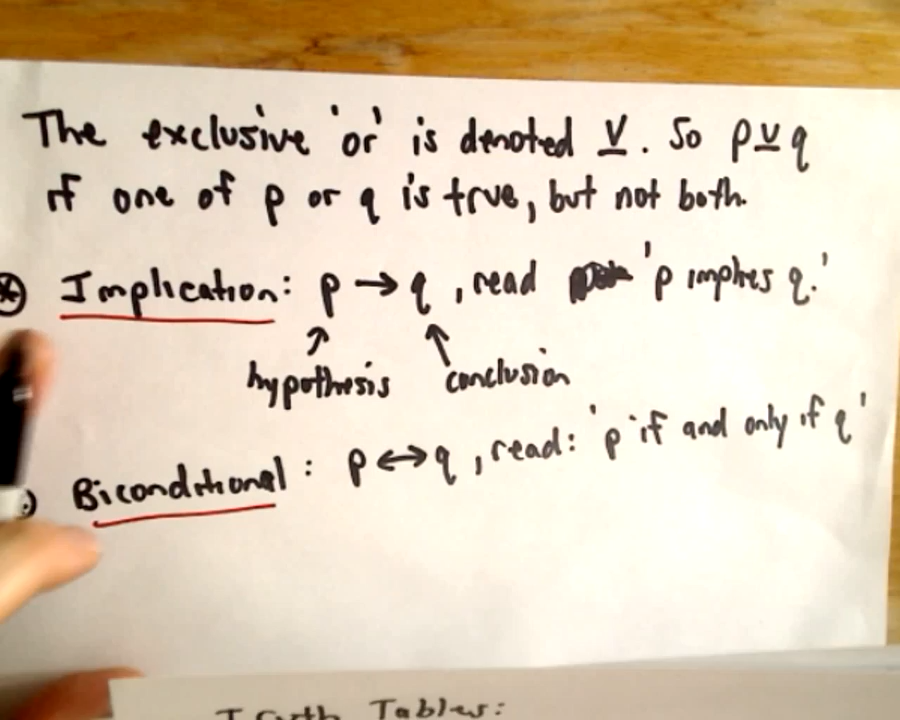 The exclusive 'or' is denoted ⊻. So p⊻q
if one of p or q is true, but not both.
Implication: p → q, read 'p implies q.'
hypothesis conclusion
Biconditional: p ↔ q, read: 'p if and only if q'
Truth Tables: